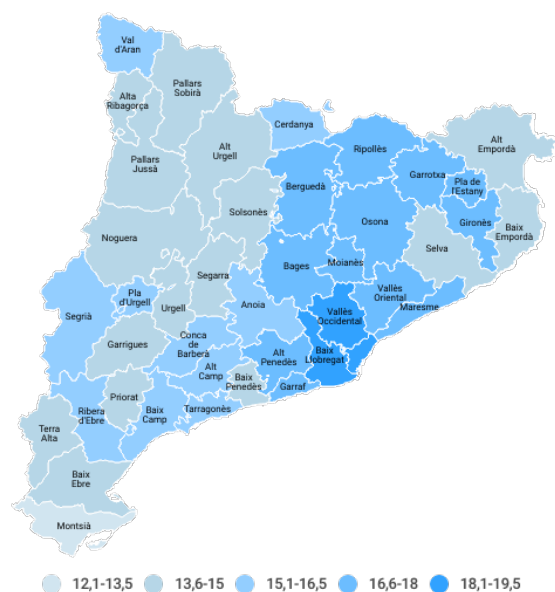 Val
d'Aran
Pallars
Sobirà
Alta
Ribagorça
Cerdanya
Alt
Empordà
Ripollès
Alt
Urgell
Pallars
Jussà
Garrotxa
Pla de
l'Estany
Berguedà
Solsonès
Osona
Gironès
Baix
Empordà
Noguera
Selva
Bages
Moianès
Segarra
Vallès
Oriental
Pla
d'Urgell
Urgell
Anoia
Maresme
Segrià
Vallès
Occidental
Garrigues
Conca
de
Barberà
Alt
Penedès
Baix
Llobregat
Alt
Camp
Baix
Penedès
Garraf
Priorat
Ribera
d'Ebre
Baix
Camp
Tarragonès
Terra
Alta
Baix
Ebre
Montsià
12,1-13,5
13,6-15
15,1-16,5
16,6-18
18,1-19,5